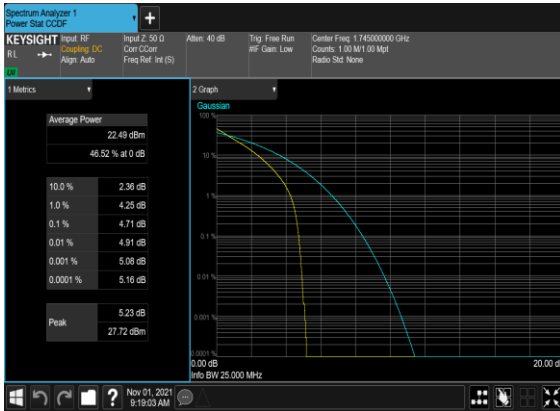 Spectrum Analyzer 1
Power Stat CCDF
+
KEYSIGHT
RL
Input: RF
Coupling: DC
Align: Auto
Input Z: 50 Ω
Corr CCorr
Freq Ref: Int (S)
Atten: 40 dB
Trig: Free Run
#IF Gain: Low
Center Freq: 1.745000000 GHz
Counts: 1.00 M/1.00 Mpt
Radio Std: None
1 Metrics
Average Power
22.49 dBm
46.52 % at 0 dB
10.0 % 2.36 dB
1.0 % 4.25 dB
0.1 % 4.71 dB
0.01 % 4.91 dB
0.001 % 5.08 dB
0.0001 % 5.16 dB
Peak
5.23 dB
27.72 dBm
2 Graph
Gaussian
100 %
10 %
1 %
0.1 %
0.01 %
0.001 %
0.0001 %
0.00 dB
20.00 d
Info BW 25.000 MHz
?
Nov 01, 2021
9:19:03 AM